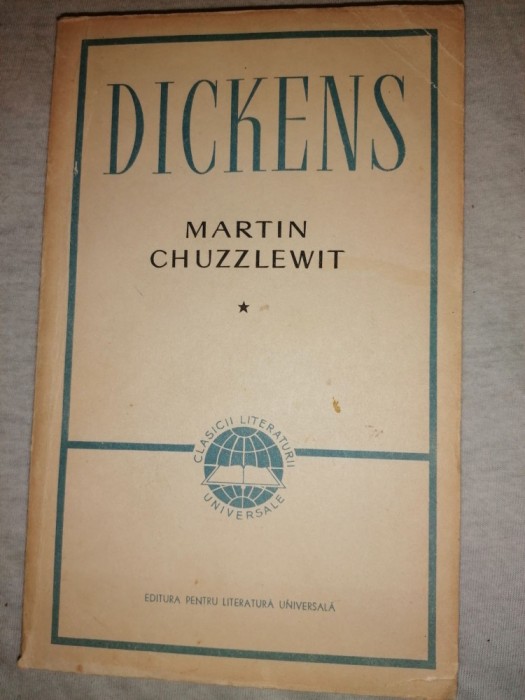 DICKENS
MARTIN
CHUZZLEWIT
★
CLASICII LITERATURII
UNIVERSALE
EDITURA PENTRU LITERATURĂ UNIVERSALĂ